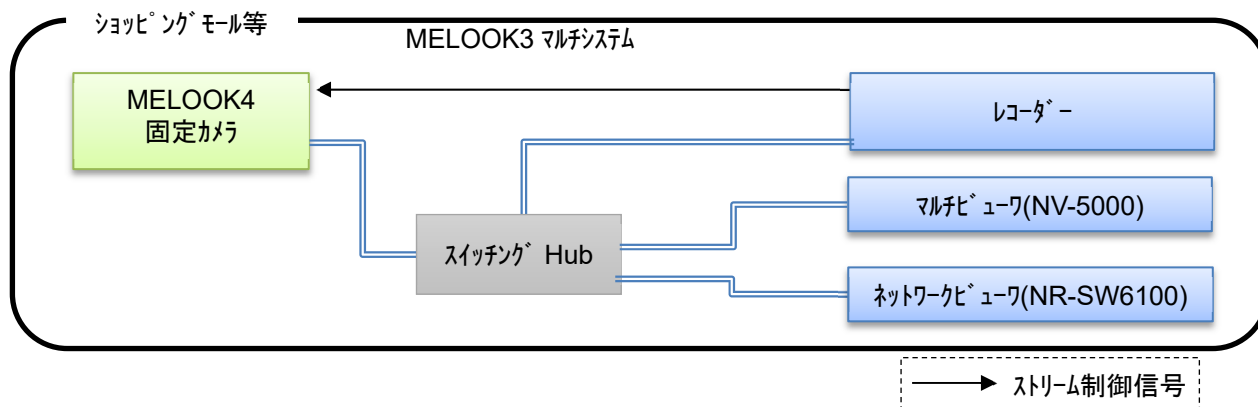 ｼｮｯﾋﾟﾝｸﾞﾓｰﾙ等
MELOOK3 ﾏﾙﾁｼｽﾃﾑ
MELOOK4
固定ｶﾒﾗ
ﾚｺｰﾀﾞｰ
ﾏﾙﾁﾋﾞｭｰﾜ(NV-5000)
ｽｲｯﾁﾝｸﾞ Hub
ﾈｯﾄﾜｰｸﾋﾞｭｰﾜ(NR-SW6100)
ｽﾄﾘｰﾑ制御信号